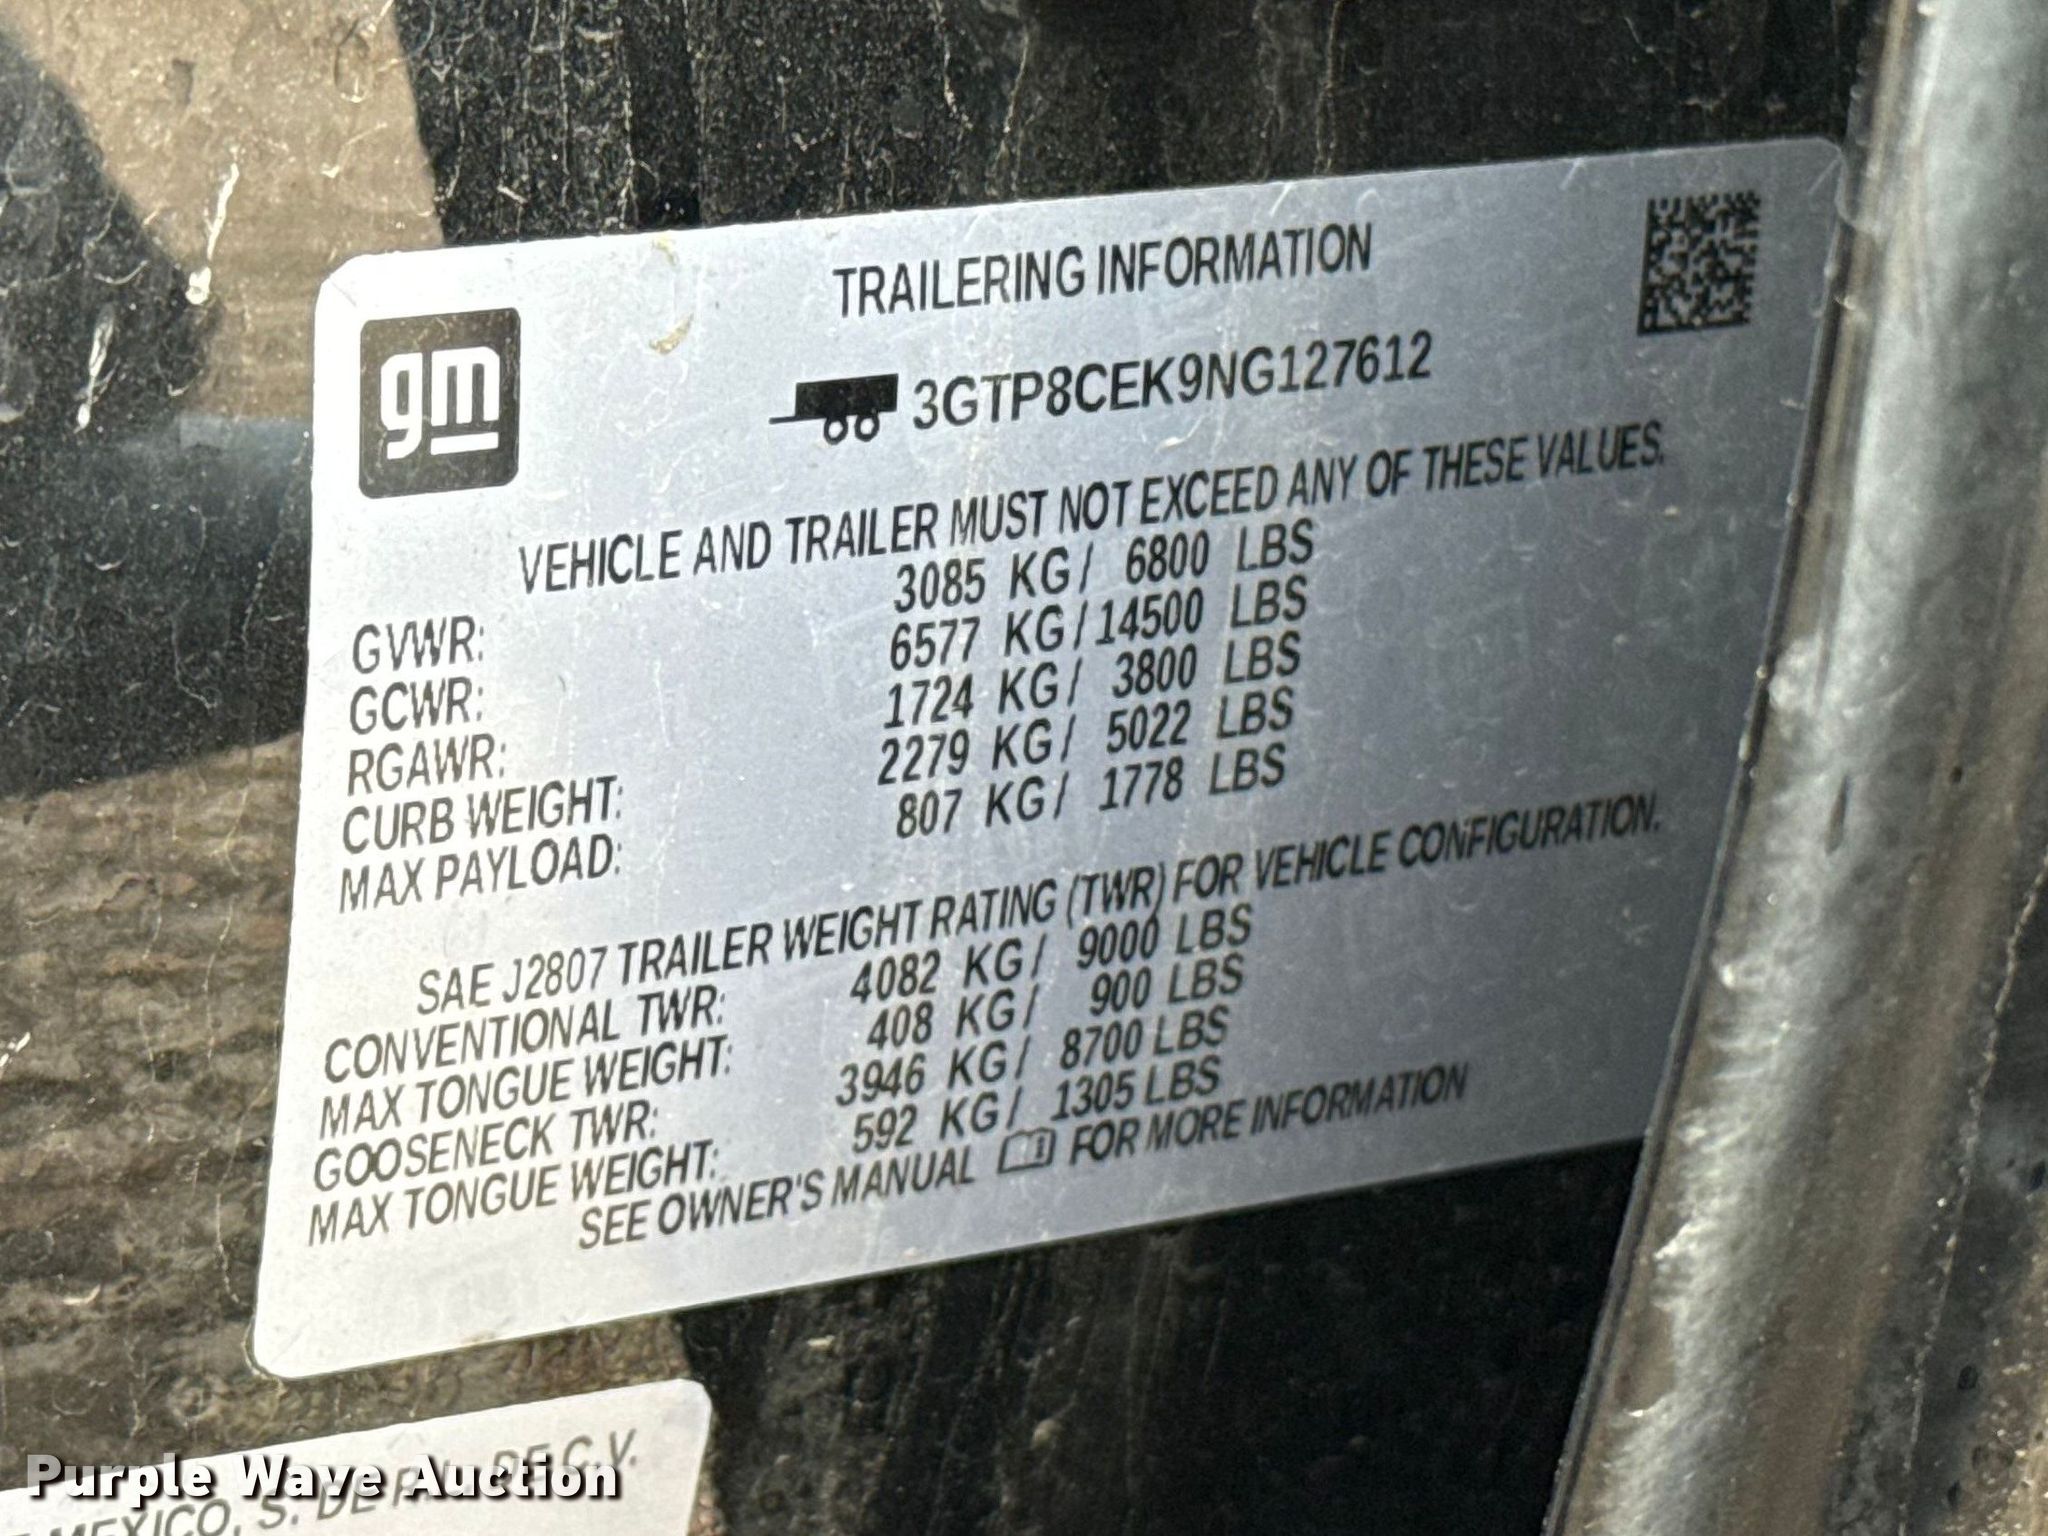 gm
TRAILERING INFORMATION
3GTP8CEK9NG127612
VEHICLE AND TRAILER MUST NOT EXCEED ANY OF THESE VALUES.
GVWR: 3085 KG/ 6800 LBS
GCWR: 6577 KG/14500 LBS
RGAWR: 1724 KG/ 3800 LBS
CURB WEIGHT: 2279 KG/ 5022 LBS
MAX PAYLOAD: 807 KG/ 1778 LBS
SAE J2807 TRAILER WEIGHT RATING (TWR) FOR VEHICLE CONFIGURATION.
CONVENTIONAL TWR: 4082 KG/ 9000 LBS
MAX TONGUE WEIGHT: 408 KG/ 900 LBS
GOOSENECK TWR: 3946 KG/ 8700 LBS
MAX TONGUE WEIGHT: 592 KG/ 1305 LBS
SEE OWNER'S MANUAL FOR MORE INFORMATION
MEXICO, S. DE R.L. DE C.V.
Purple Wave Auction